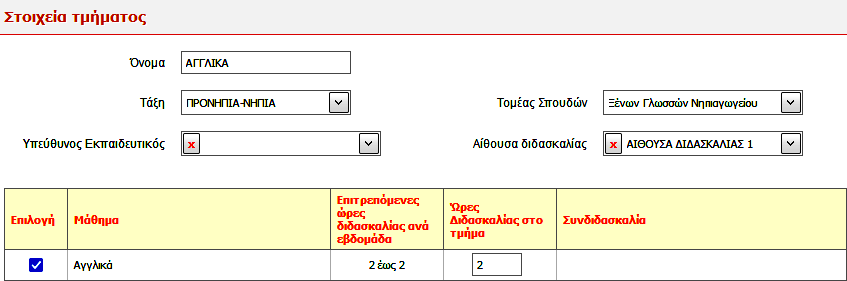 Στοιχεία τμήματος
Όνομα ΑΓΓΛΙΚΑ
Τάξη ΠΡΟΝΗΠΙΑ-ΝΗΠΙΑ Τομέας Σπουδών Ξένων Γλωσσών Νηπιαγωγείου
Υπεύθυνος Εκπαιδευτικός x Αίθουσα διδασκαλίας x ΑΙΘΟΥΣΑ ΔΙΔΑΣΚΑΛΙΑΣ 1
Επιλογή Μάθημα Επιτρεπόμενες ώρες διδασκαλίας ανά εβδομάδα Ώρες Διδασκαλίας στο τμήμα Συνδιδασκαλία
Αγγλικά 2 έως 2 2